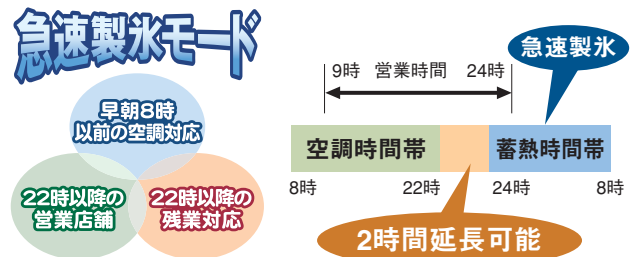 急速製氷モード
早朝8時
以前の空調対応
22時以降の
営業店舗
22時以降の
残業対応
急速製氷
9時 営業時間 24時
空調時間帯
蓄熱時間帯
8時 22時 24時 8時
2時間延長可能